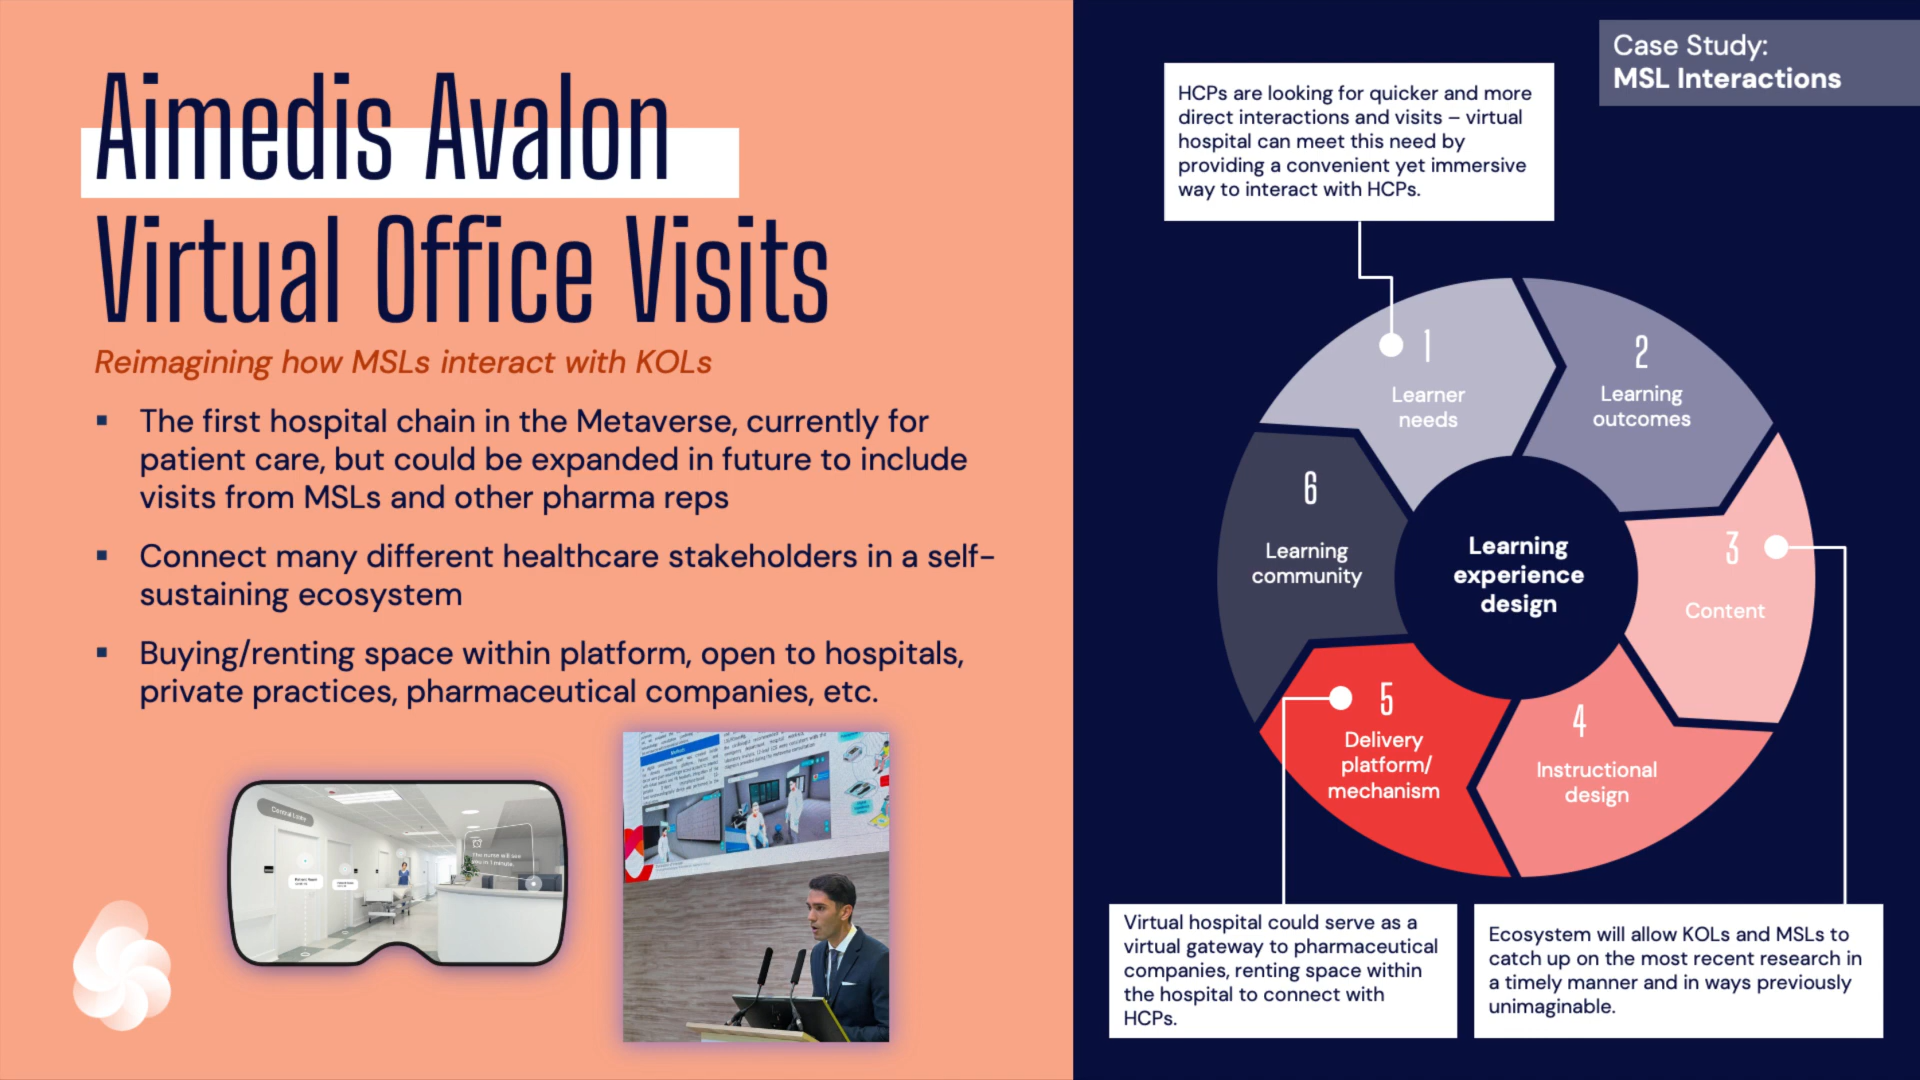 Aimedis Avalon
Virtual Office Visits
Reimagining how MSLs interact with KOLs
▪ The first hospital chain in the Metaverse, currently for
patient care, but could be expanded in future to include
visits from MSLs and other pharma reps
▪ Connect many different healthcare stakeholders in a self-
sustaining ecosystem
▪ Buying/renting space within platform, open to hospitals,
private practices, pharmaceutical companies, etc.
The nurse will see
you in 1 minute.
Case Study:
MSL Interactions
HCPs are looking for quicker and more
direct interactions and visits – virtual
hospital can meet this need by
providing a convenient yet immersive
way to interact with HCPs.
1
Learner
needs
2
Learning
outcomes
3
Content
4
Instructional
design
5
Delivery
platform/
mechanism
6
Learning
community
Learning
experience
design
Virtual hospital could serve as a
virtual gateway to pharmaceutical
companies, renting space within
the hospital to connect with
HCPs.
Ecosystem will allow KOLs and MSLs to
catch up on the most recent research in
a timely manner and in ways previously
unimaginable.